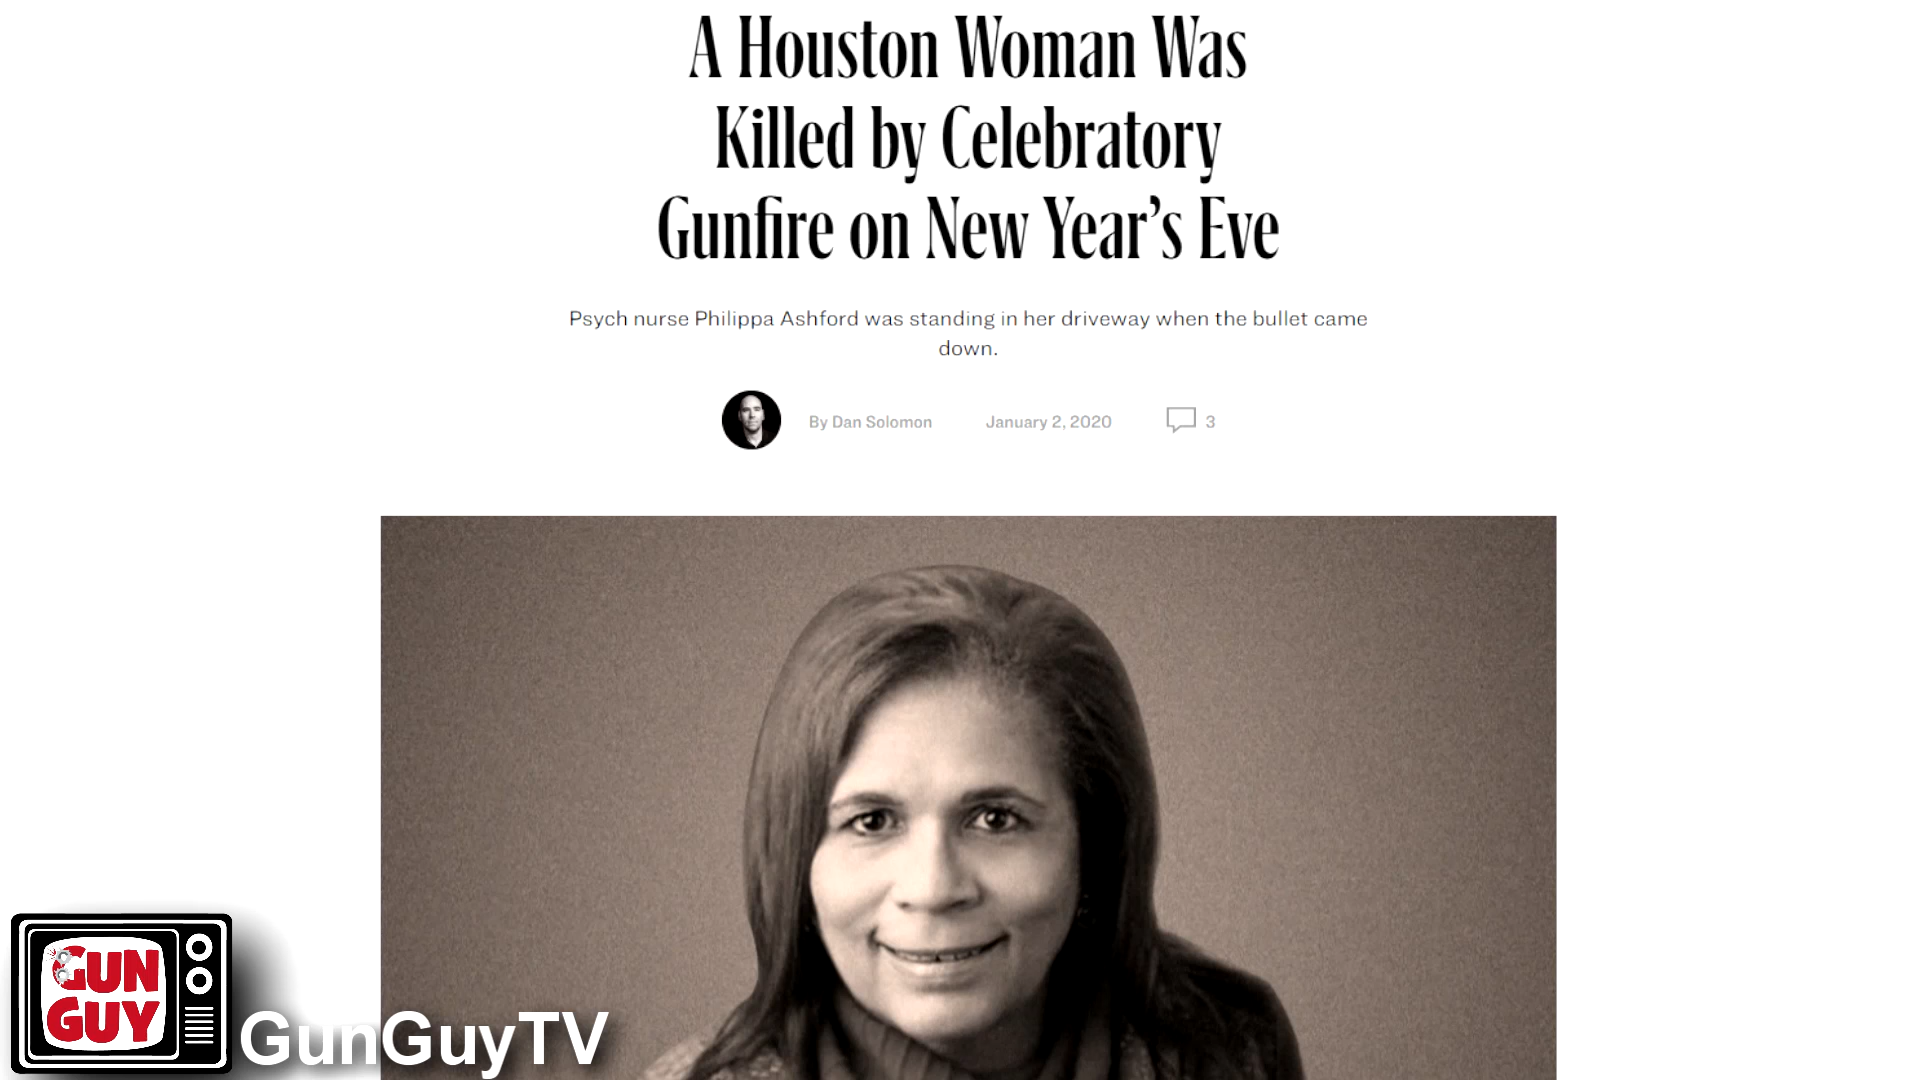 A Houston Woman Was
Killed by Celebratory
Gunfire on New Year's Eve
Psych nurse Philippa Ashford was standing in her driveway when the bullet came
down.
By Dan Solomon January 2, 2020 3
GUN
GUY
GunGuyTV